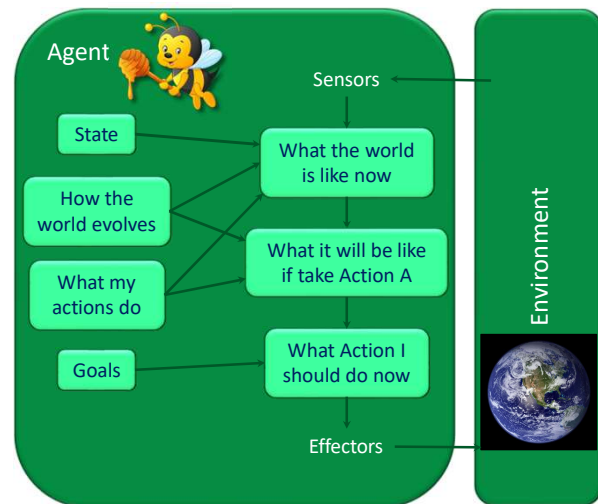 Agent
Sensors
State
What the world
is like now
How the
world evolves
What it will be like
if take Action A
What my
actions do
What Action I
should do now
Goals
Effectors
Environment